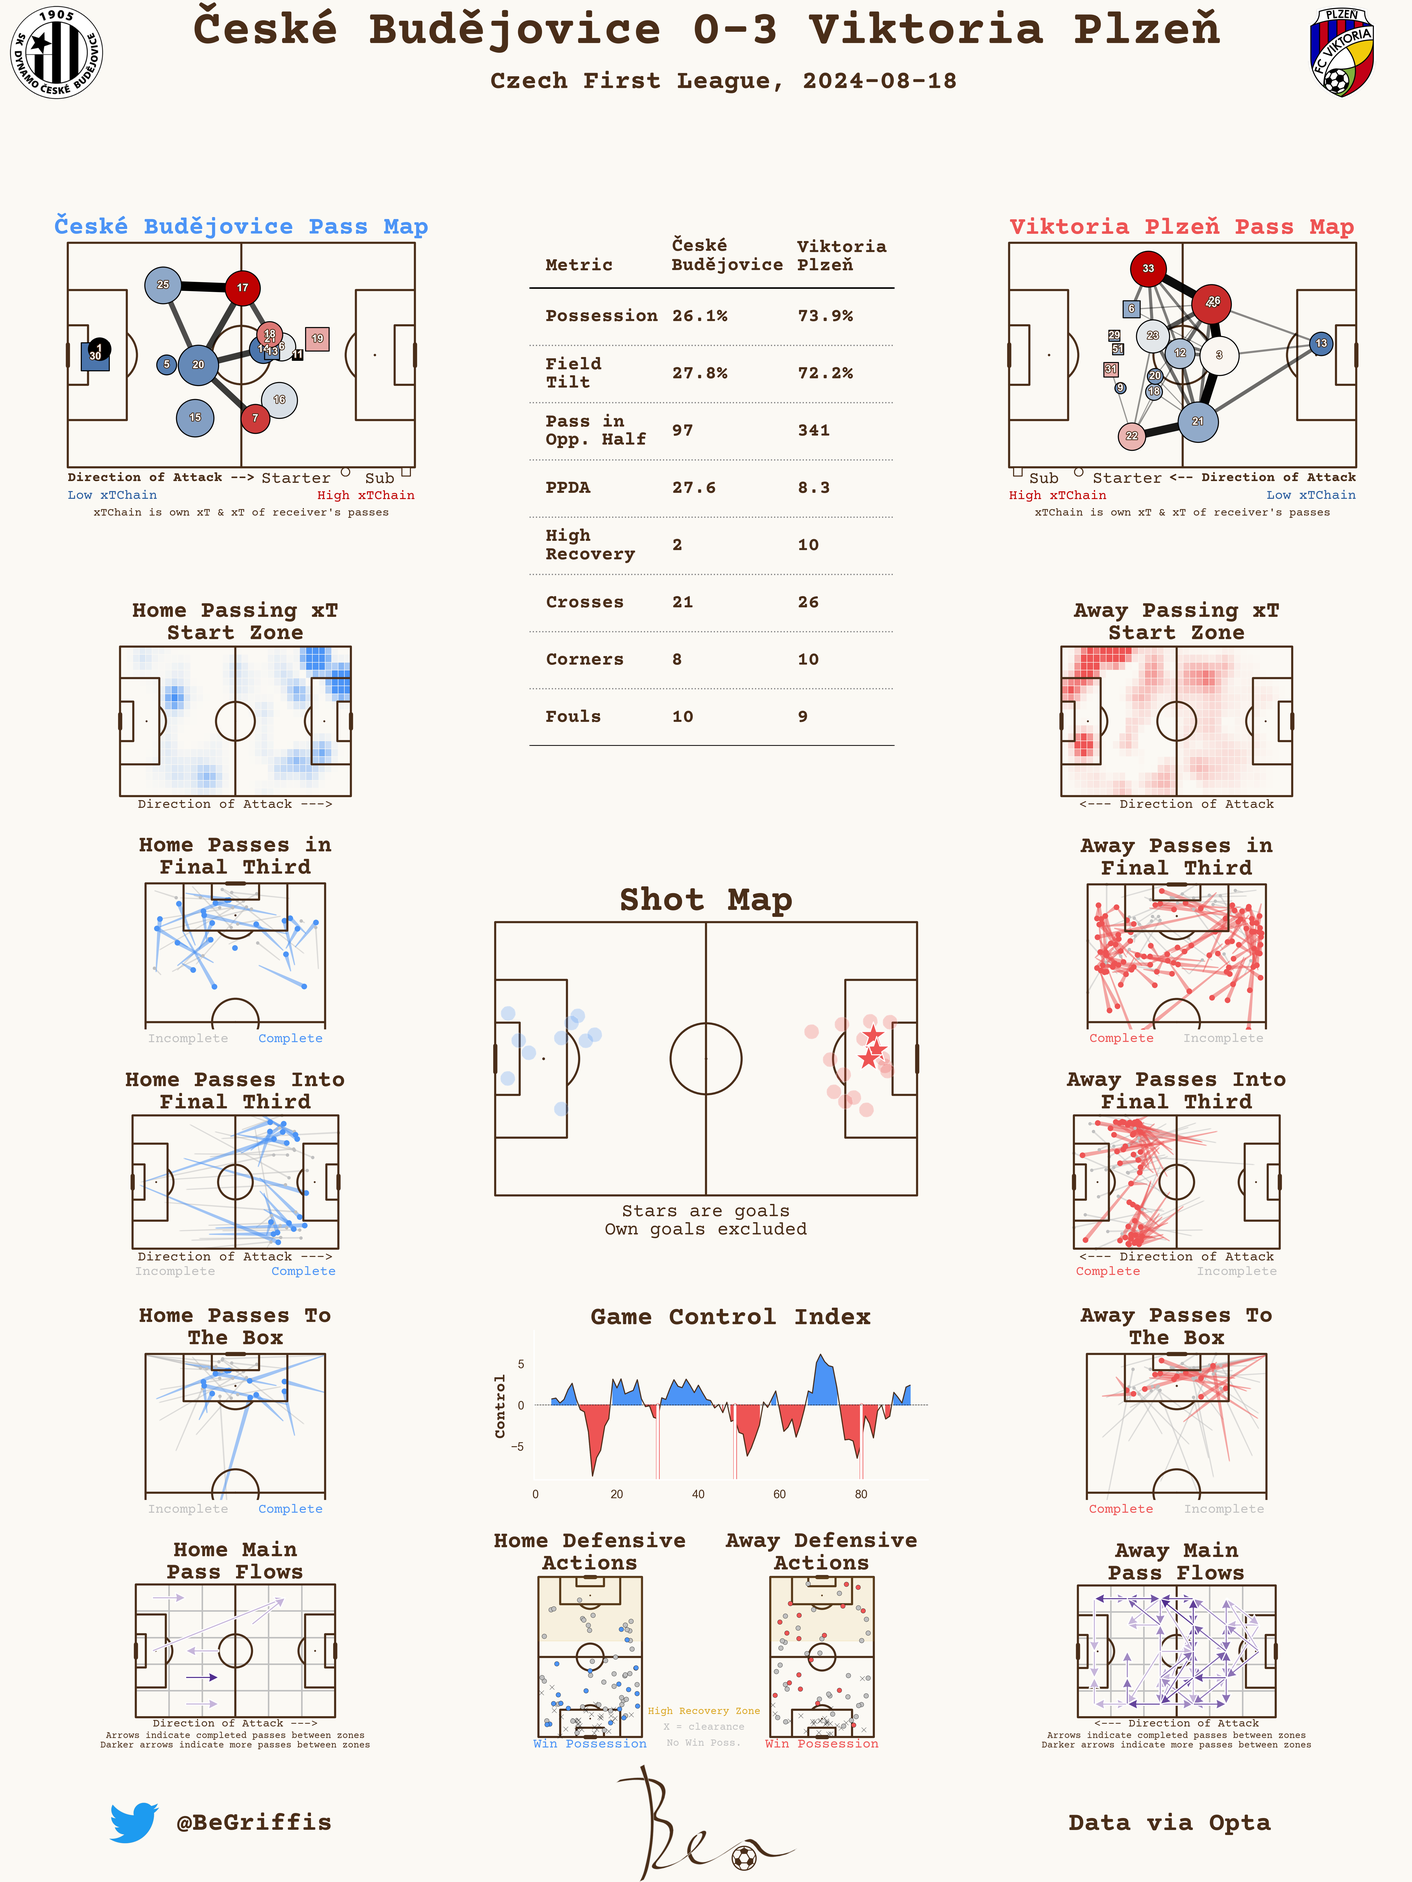 České Budějovice 0-3 Viktoria Plzeň
Czech First League, 2024-08-18
1905
SK DYNAMO ČESKÉ BUDĚJOVICE
PLZEŇ
FC VIKTORIA
České Budějovice Pass Map
25
17
18
19
1
30
5
20
13
11
15
16
7
Direction of Attack --> Starter Sub
Low xTChain High xTChain
xTChain is own xT & xT of receiver's passes
Metric České Budějovice Viktoria Plzeň
Possession 26.1% 73.9%
Field Tilt 27.8% 72.2%
Pass in Opp. Half 97 341
PPDA 27.6 8.3
High Recovery 2 10
Crosses 21 26
Corners 8 10
Fouls 10 9
Viktoria Plzeň Pass Map
33
26
6
29
23
51
12
3
13
31
20
9
18
21
22
Sub Starter <-- Direction of Attack
High xTChain Low xTChain
xTChain is own xT & xT of receiver's passes
Home Passing xT
Start Zone
Direction of Attack --->
Away Passing xT
Start Zone
<--- Direction of Attack
Home Passes in
Final Third
Incomplete Complete
Away Passes in
Final Third
Complete Incomplete
Shot Map
Stars are goals
Own goals excluded
Home Passes Into
Final Third
Direction of Attack --->
Incomplete Complete
Away Passes Into
Final Third
<--- Direction of Attack
Complete Incomplete
Home Passes To
The Box
Incomplete Complete
Game Control Index
Control
5
0
−5
0 20 40 60 80
Away Passes To
The Box
Complete Incomplete
Home Main
Pass Flows
Direction of Attack --->
Arrows indicate completed passes between zones
Darker arrows indicate more passes between zones
Home Defensive
Actions
Win Possession
High Recovery Zone
X = clearance
No Win Poss.
Away Defensive
Actions
Win Possession
Away Main
Pass Flows
<--- Direction of Attack
Arrows indicate completed passes between zones
Darker arrows indicate more passes between zones
@BeGriffis
Ben
Data via Opta